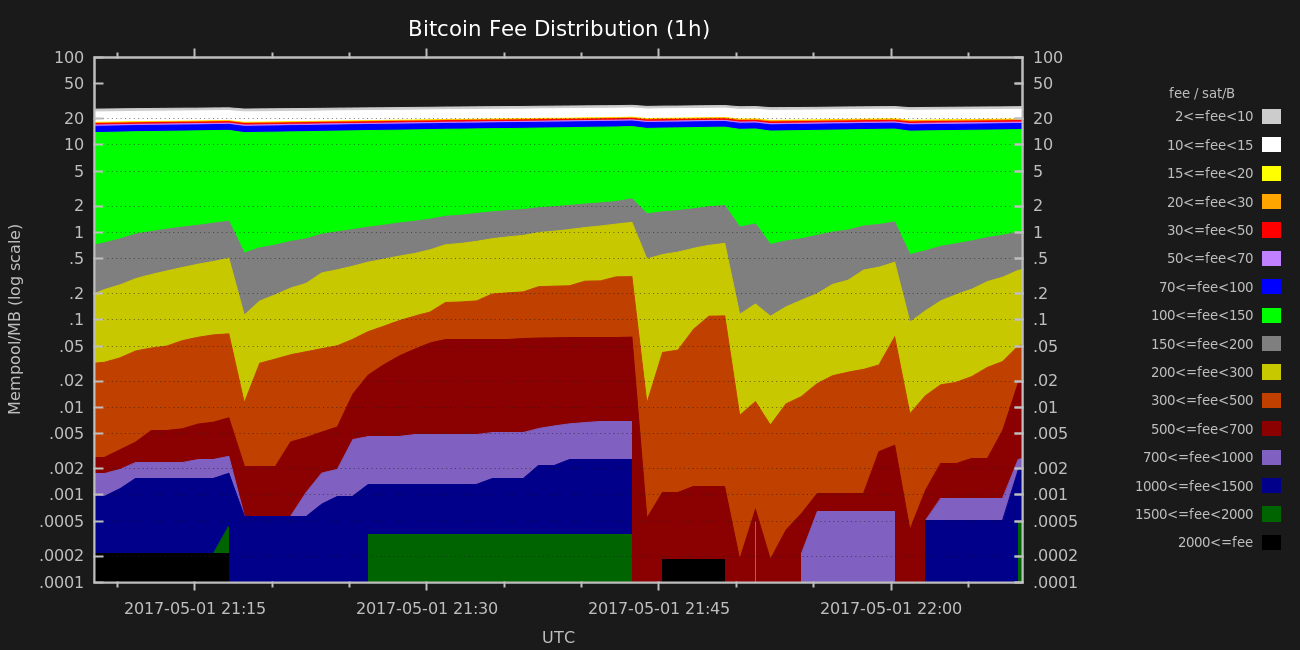 Bitcoin Fee Distribution (1h)
Mempool/MB (log scale)
100
50
20
10
5
2
1
.5
.2
.1
.05
.02
.01
.005
.002
.001
.0005
.0002
.0001
100
50
20
10
5
2
1
.5
.2
.1
.05
.02
.01
.005
.002
.001
.0005
.0002
.0001
2017-05-01 21:15
2017-05-01 21:30
2017-05-01 21:45
2017-05-01 22:00
UTC
fee / sat/B
2<=fee<10
10<=fee<15
15<=fee<20
20<=fee<30
30<=fee<50
50<=fee<70
70<=fee<100
100<=fee<150
150<=fee<200
200<=fee<300
300<=fee<500
500<=fee<700
700<=fee<1000
1000<=fee<1500
1500<=fee<2000
2000<=fee